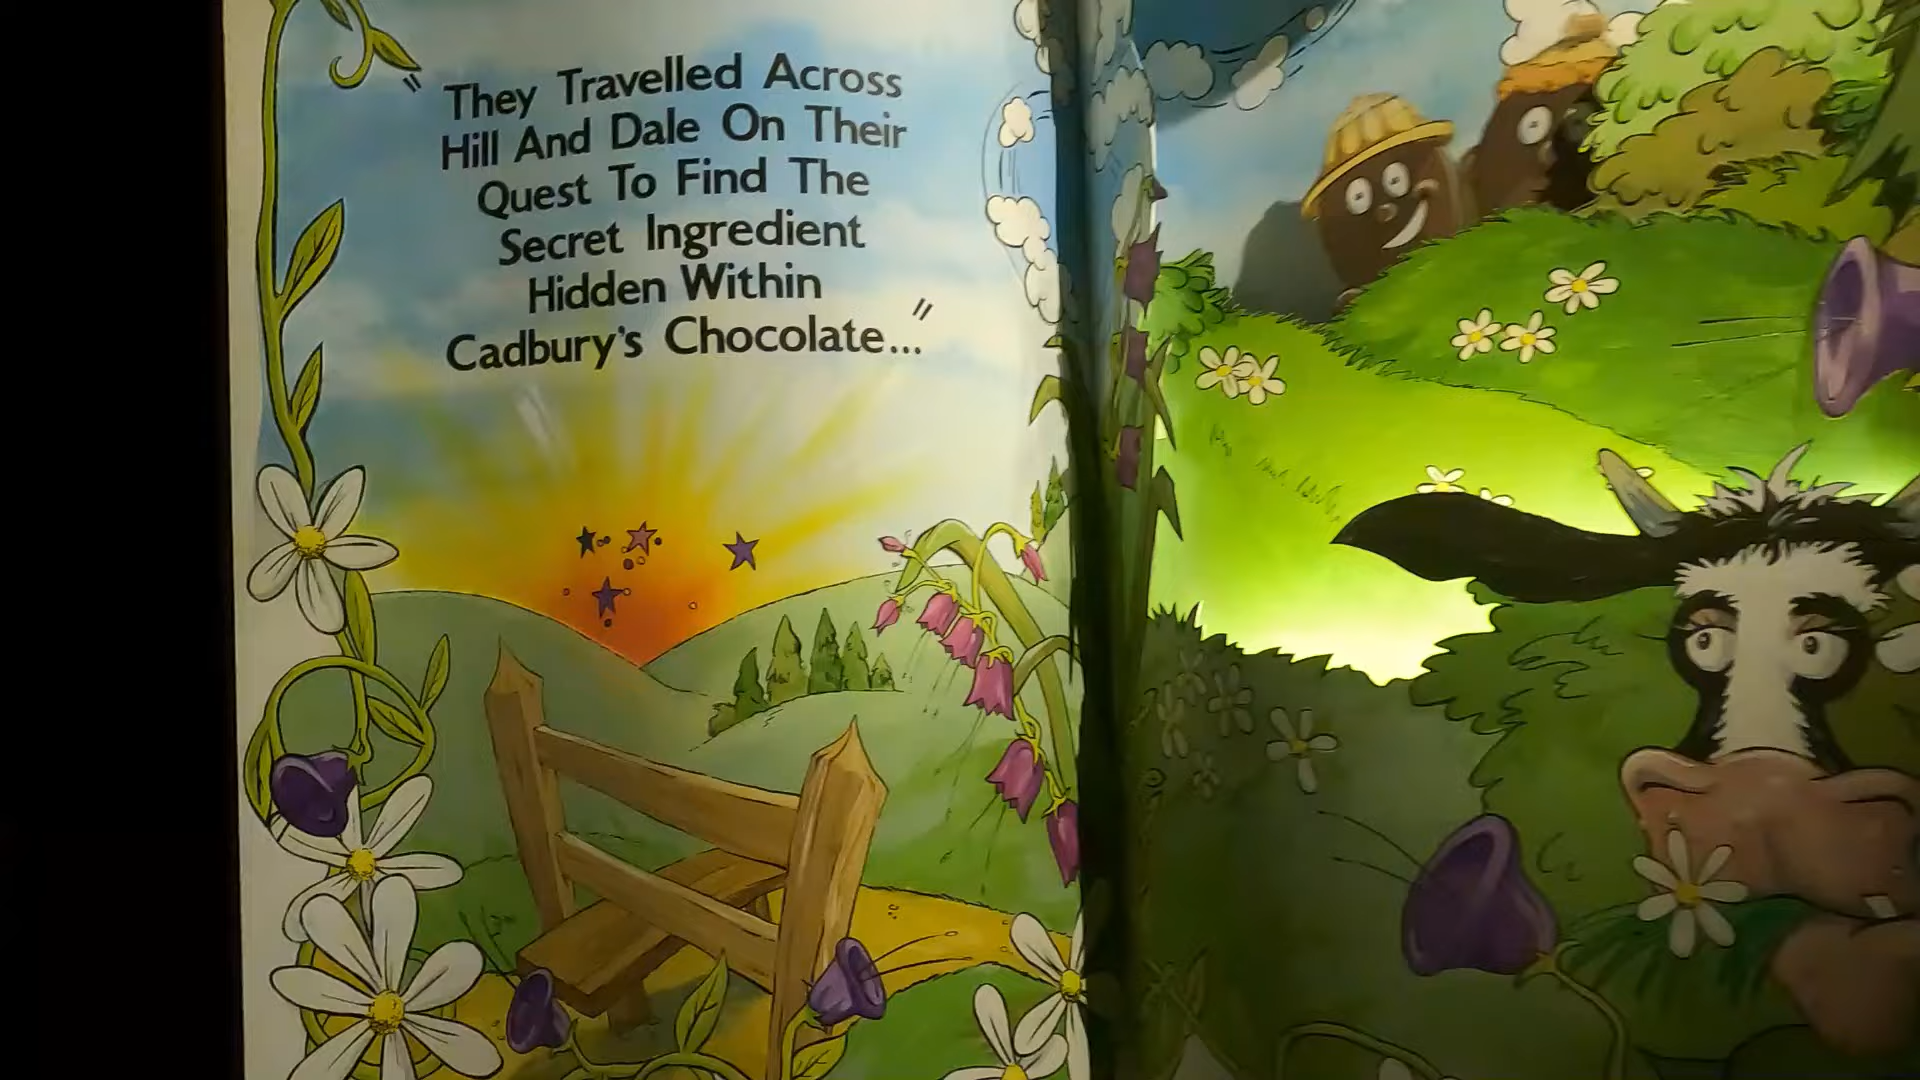 "They Travelled Across
Hill And Dale On Their
Quest To Find The
Secret Ingredient
Hidden Within
Cadbury's Chocolate..."